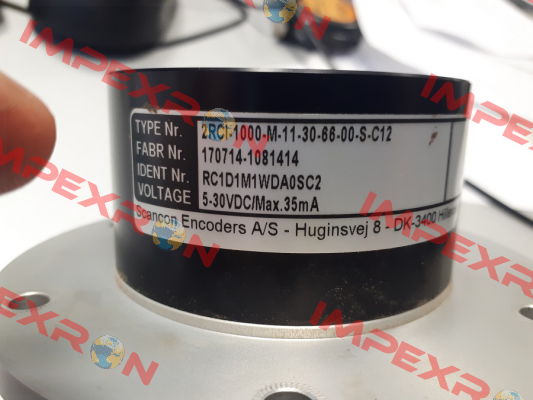 TYPE Nr. 2RCI-1000-M-11-30-66-00-S-C12
FABR Nr. 170714-1081414
IDENT Nr. RC1D1M1WDA0SC2
VOLTAGE 5-30VDC/Max.35mA
Scancon Encoders A/S - Huginsvej 8 - DK-3400
IMPEXRON
IMPEXRON
IMPEXRON
IMPEXRON